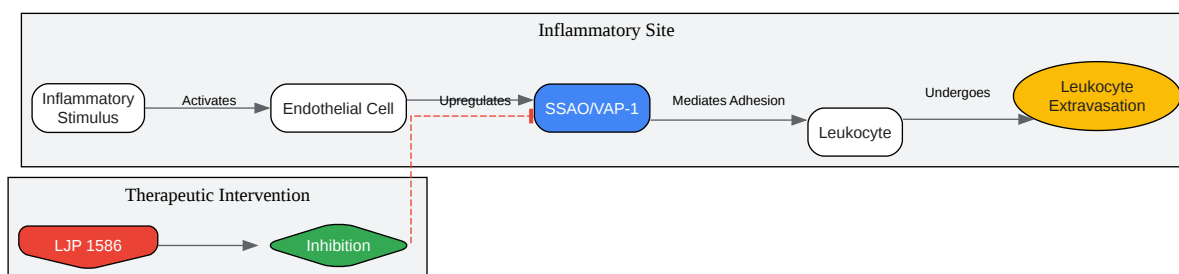 Inflammatory Site
Inflammatory
Stimulus
Activates
Endothelial Cell
Upregulates
SSAO/VAP-1
Mediates Adhesion
Leukocyte
Undergoes
Leukocyte
Extravasation
Therapeutic Intervention
LJP 1586
Inhibition